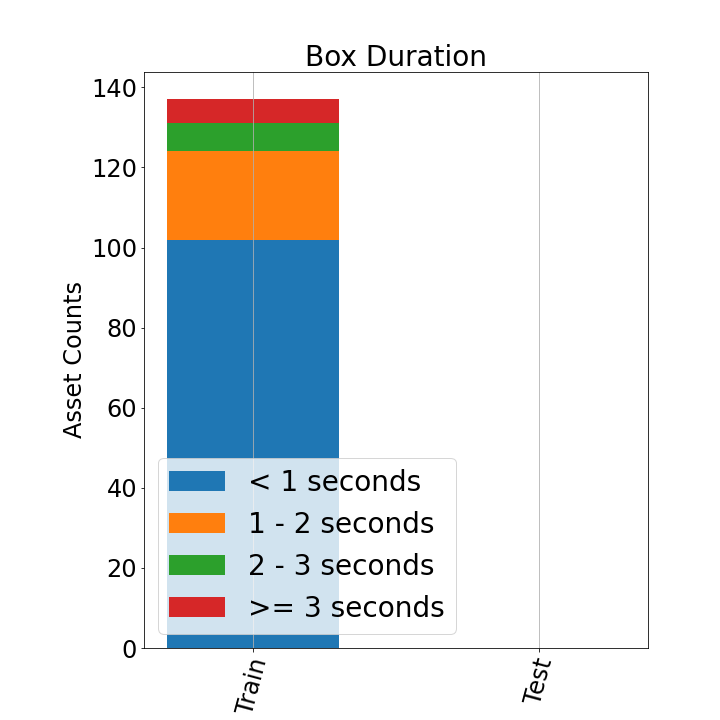 Box Duration
140
120
100
80
60
40
20
0
Asset Counts
< 1 seconds
1 - 2 seconds
2 - 3 seconds
>= 3 seconds
Train
Test